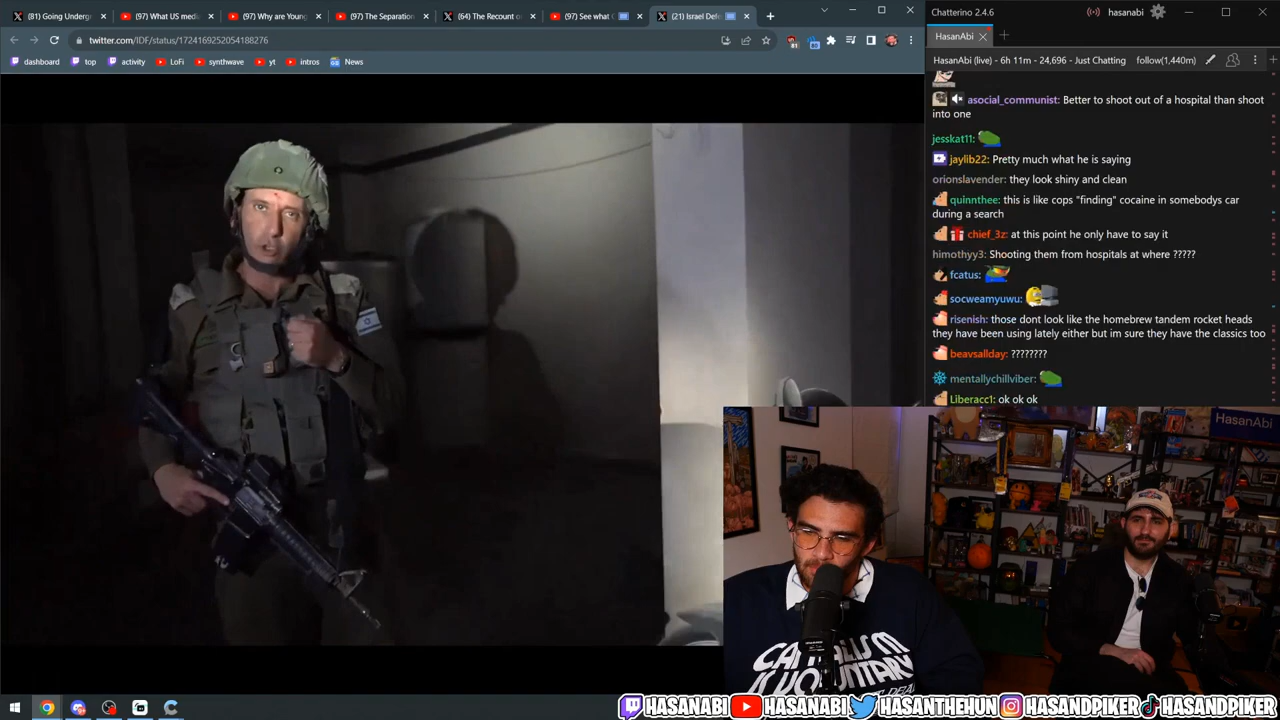 (81) Going Underg
(97) What US medi
(97) Why are Young
(97) The Separation
(64) The Recount on
(97) See what
(21) Israel Def
twitter.com/IDF/status/1724169252054188276
dashboard
top
activity
LoFi
synthwave
yt
intros
News
Chatterino 2.4.6
hasanabi
HasanAbi
HasanAbi (live) - 6h 11m - 24,696 - Just Chatting
follow(1,440m)
asocial_communist: Better to shoot out of a hospital than shoot
into one
jesskat11:
jaylib22: Pretty much what he is saying
orionslavender: they look shiny and clean
quinnthee: this is like cops "finding" cocaine in somebodys car
during a search
chief_3z: at this point he only have to say it
himothyy3: Shooting them from hospitals at where ?????
fcatus:
socweamyuwu:
risenish: those dont look like the homebrew tandem rocket heads
they have been using lately either but im sure they have the classics too
beavsallday: ????????
mentallychillviber:
Liberacc1: ok ok ok
HasanAbi
CAPITALISM
IS VOLUNTARY
HASANABI
HASANABI
HASANTHEHUN
HASANDPIKER
HASANDPIKER